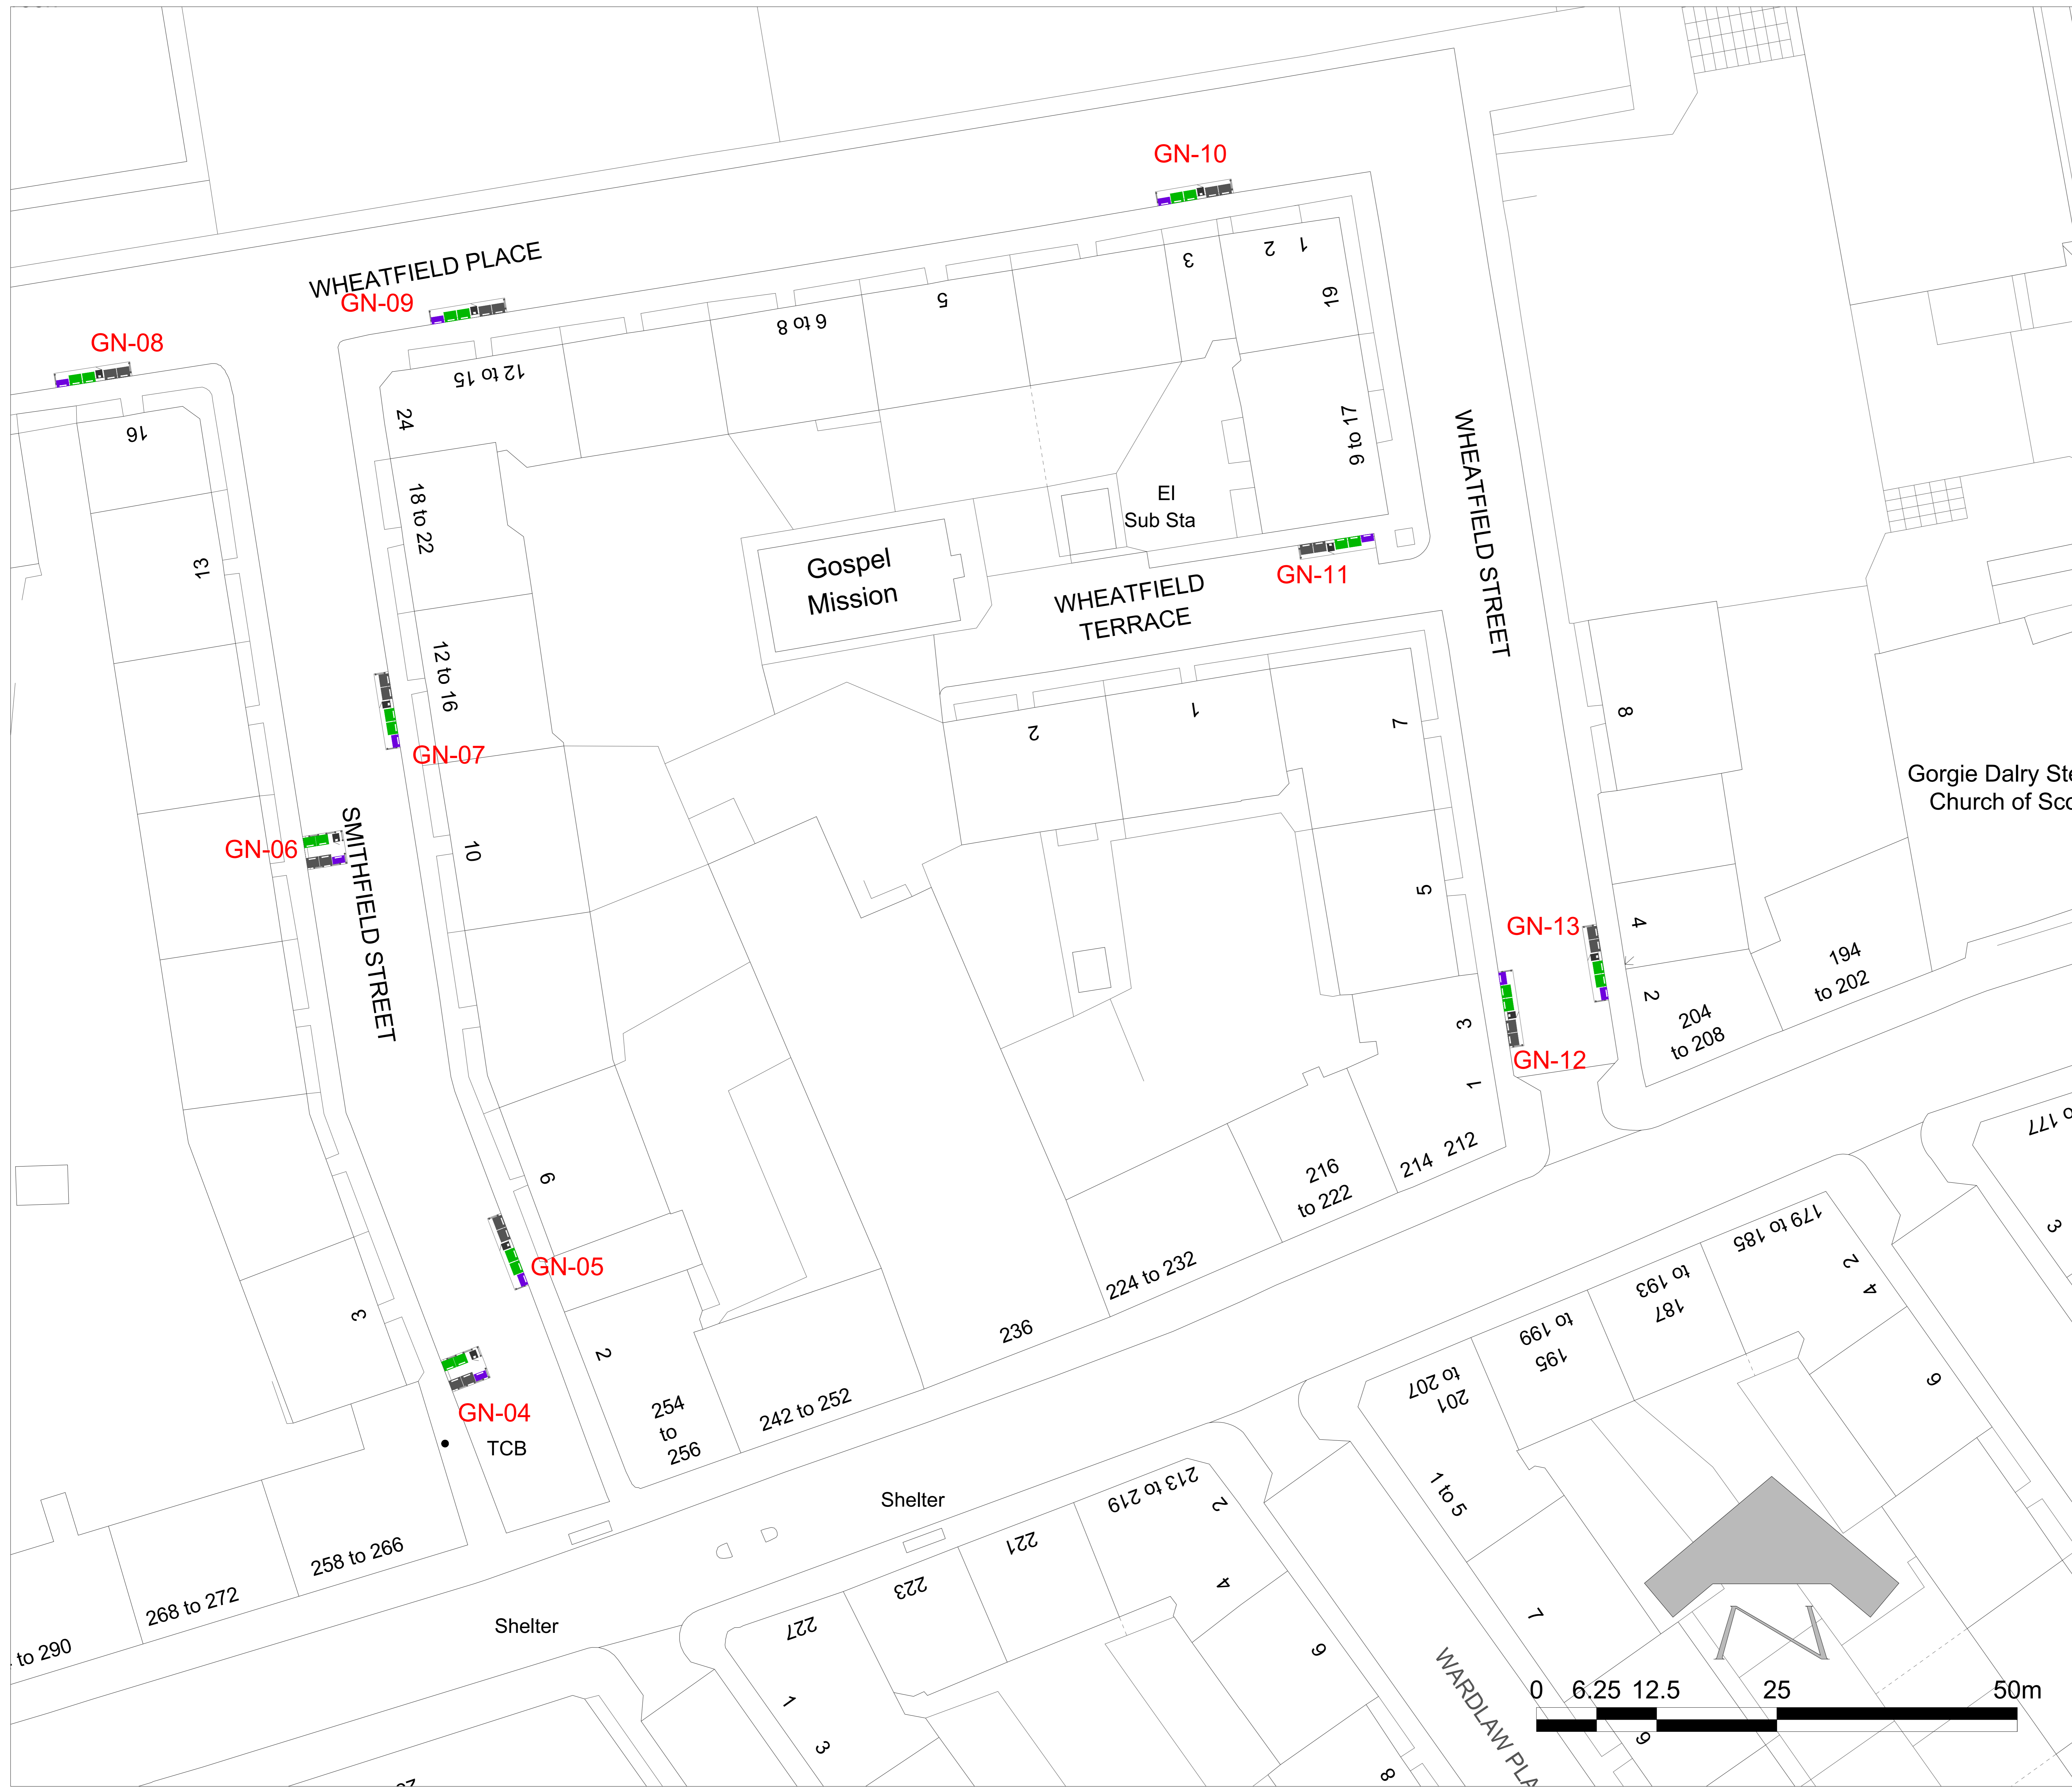 GN-10
WHEATFIELD PLACE
GN-09
GN-08
3
2
1
19
5
6 to 8
12 to 15
16
24
18 to 22
13
9 to 17
WHEATFIELD STREET
El
Sub Sta
Gospel
Mission
GN-11
WHEATFIELD
TERRACE
12 to 16
GN-07
2
1
7
8
Gorgie Dalry Ste
Church of Sco
GN-06
SMITHFIELD STREET
10
5
GN-13
4
194
to 202
2
204
to 208
3
GN-12
1
6
GN-05
216
to 222
214
212
224 to 232
236
3
2
GN-04
TCB
254
to
256
242 to 252
258 to 266
268 to 272
to 290
Shelter
Shelter
o 177
3
179 to 185
2
4
187
to 193
195
to 199
201
to 207
6
1 to 5
7
213 to 219
2
221
4
223
227
6
1
3
8
WARDLAW PLA
9
N
0 6.25 12.5 25 50m